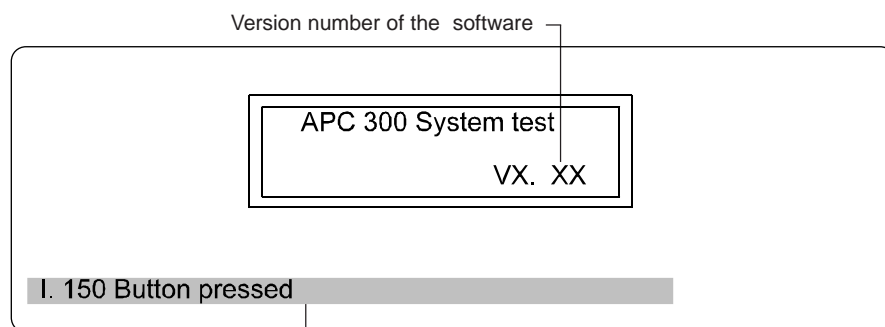 Version number of the software
APC 300 System test
VX. XX
I. 150 Button pressed